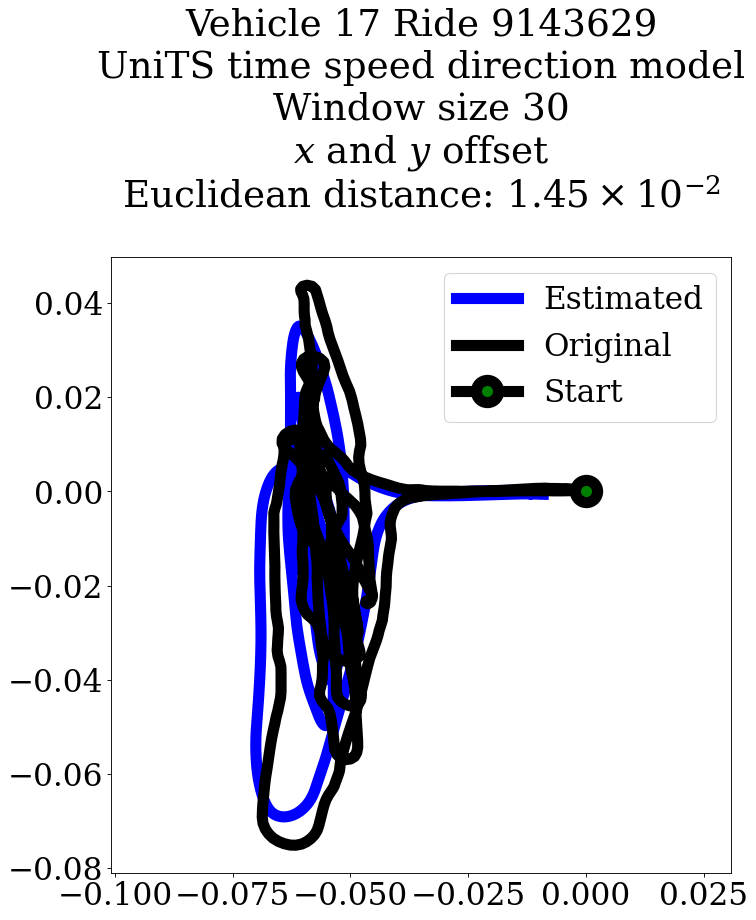 Vehicle 17 Ride 9143629
UniTS time speed direction model
Window size 30
x and y offset
Euclidean distance: 1.45 × 10⁻²
Estimated
Original
Start
0.04
0.02
0.00
−0.02
−0.04
−0.06
−0.08
−0.100 −0.075 −0.050 −0.025 0.000 0.025